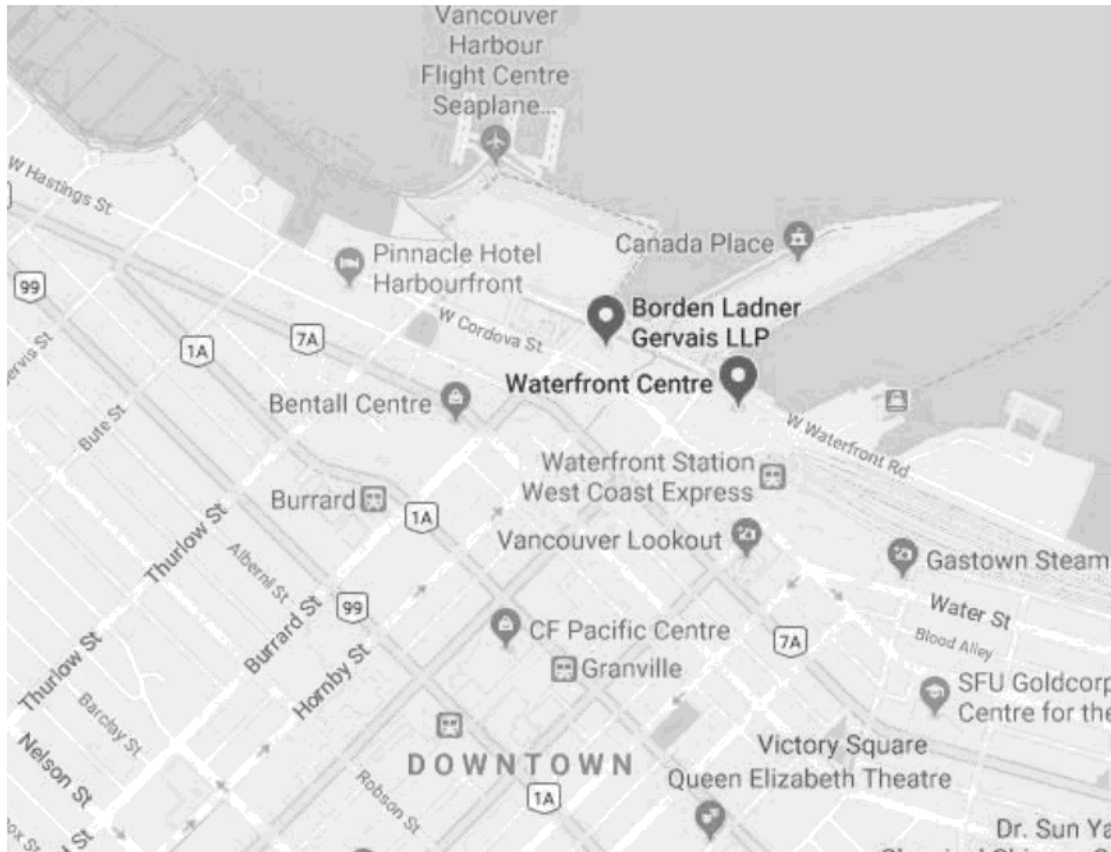 Vancouver
Harbour
Flight Centre
Seaplane...
W Hastings St
Canada Place
Pinnacle Hotel
Harbourfront
99
Borden Ladner
Gervais LLP
W Cordova St
7A
1A
Waterfront Centre
Bentall Centre
Bute St
W Waterfront Rd
Waterfront Station
West Coast Express
Burrard
1A
Thurlow St
Vancouver Lookout
Gastown Steam
Alberni St
99
Water St
Burrard St
CF Pacific Centre
7A
Blood Alley
Hornby St
Granville
Thurlow St
SFU Goldcorp
Centre for the
Barclay St
Victory Square
DOWNTOWN
Nelson St
Queen Elizabeth Theatre
1A
Robson St
Dr. Sun Ya